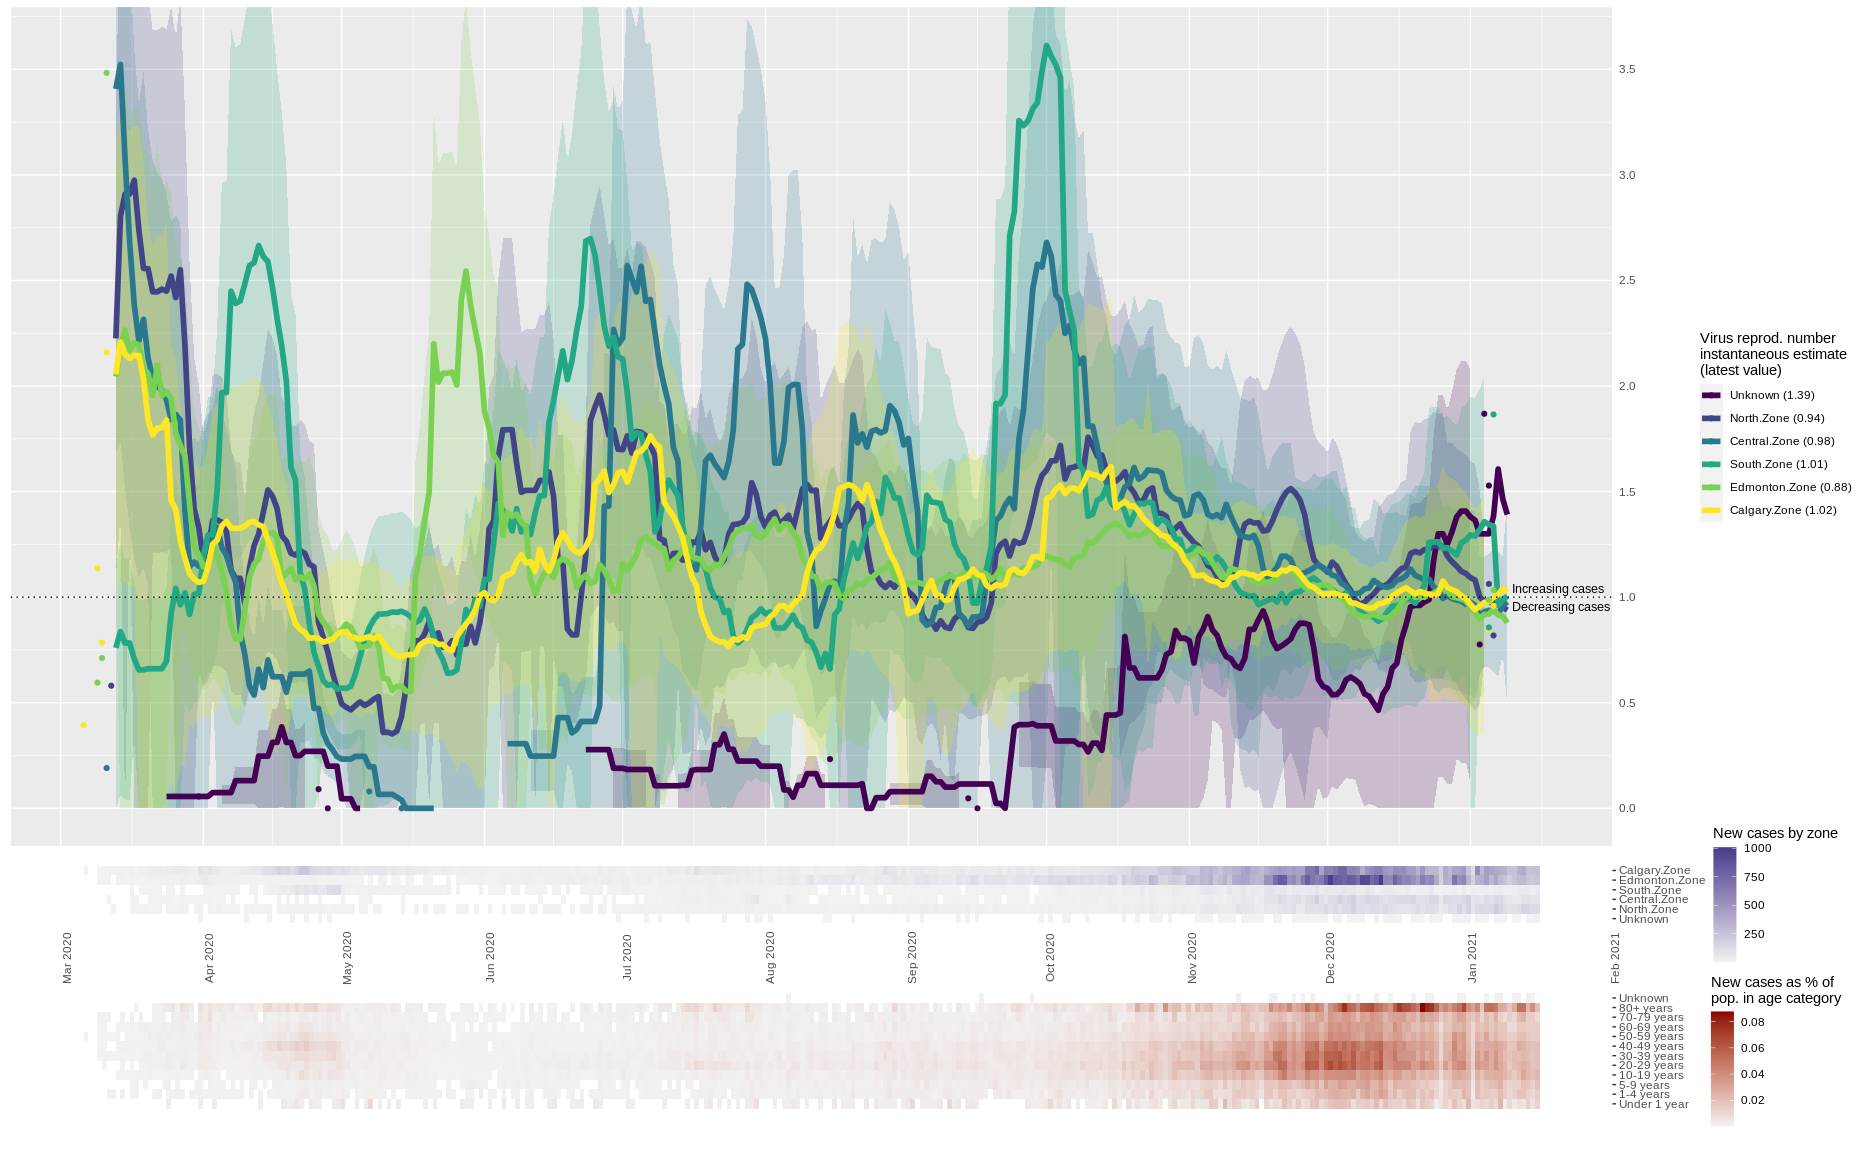 3.5
3.0
2.5
2.0
1.5
1.0
0.5
0.0
Increasing cases
Decreasing cases
Virus reprod. number
instantaneous estimate
(latest value)
Unknown (1.39)
North.Zone (0.94)
Central.Zone (0.98)
South.Zone (1.01)
Edmonton.Zone (0.88)
Calgary.Zone (1.02)
Calgary.Zone
Edmonton.Zone
South.Zone
Central.Zone
North.Zone
Unknown
New cases by zone
1000
750
500
250
Mar 2020
Apr 2020
May 2020
Jun 2020
Jul 2020
Aug 2020
Sep 2020
Oct 2020
Nov 2020
Dec 2020
Jan 2021
Feb 2021
Unknown
80+ years
70-79 years
60-69 years
50-59 years
40-49 years
30-39 years
20-29 years
10-19 years
5-9 years
1-4 years
Under 1 year
New cases as % of
pop. in age category
0.08
0.06
0.04
0.02